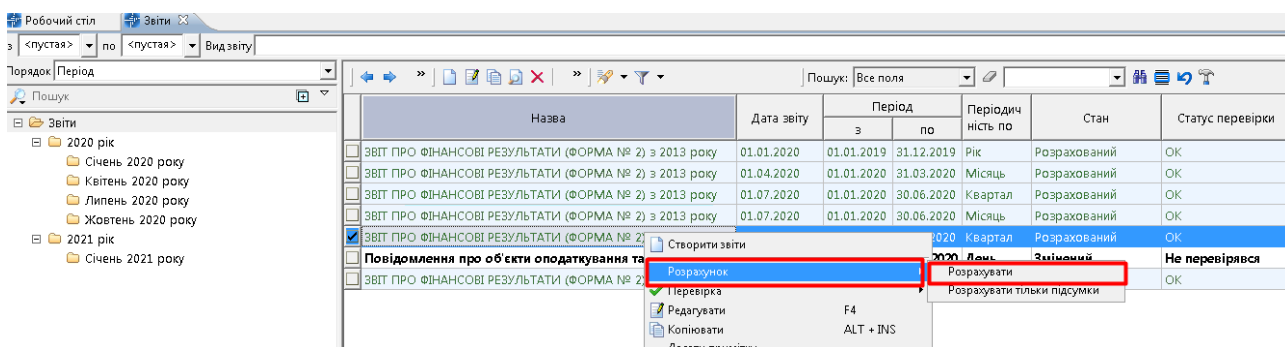 Робочий стіл Звіти
з <пустая> по <пустая> Вид звіту
Порядок Період
Пошук
Звіти
2020 рік
Січень 2020 року
Квітень 2020 року
Липень 2020 року
Жовтень 2020 року
2021 рік
Січень 2021 року
» » Пошук: Все поля
Назва Дата звіту Період Періодич ність по Стан Статус перевірки
з по
ЗВІТ ПРО ФІНАНСОВІ РЕЗУЛЬТАТИ (ФОРМА № 2) з 2013 року 01.01.2020 01.01.2019 31.12.2019 Рік Розрахований OK
ЗВІТ ПРО ФІНАНСОВІ РЕЗУЛЬТАТИ (ФОРМА № 2) з 2013 року 01.04.2020 01.01.2020 31.03.2020 Місяць Розрахований OK
ЗВІТ ПРО ФІНАНСОВІ РЕЗУЛЬТАТИ (ФОРМА № 2) з 2013 року 01.07.2020 01.01.2020 30.06.2020 Квартал Розрахований OK
ЗВІТ ПРО ФІНАНСОВІ РЕЗУЛЬТАТИ (ФОРМА № 2) з 2013 року 01.07.2020 01.01.2020 30.06.2020 Місяць Розрахований OK
ЗВІТ ПРО ФІНАНСОВІ РЕЗУЛЬТАТИ (ФОРМА № 2) 2020 Квартал Розрахований OK
Повідомлення про об'єкти оподаткування та 2020 День Змінений Не перевірявся
ЗВІТ ПРО ФІНАНСОВІ РЕЗУЛЬТАТИ (ФОРМА № 2) OK
Створити звіти
Розрахунок
Перевірка
Редагувати F4
Копіювати ALT + INS
Розрахувати
Розрахувати тільки підсумки